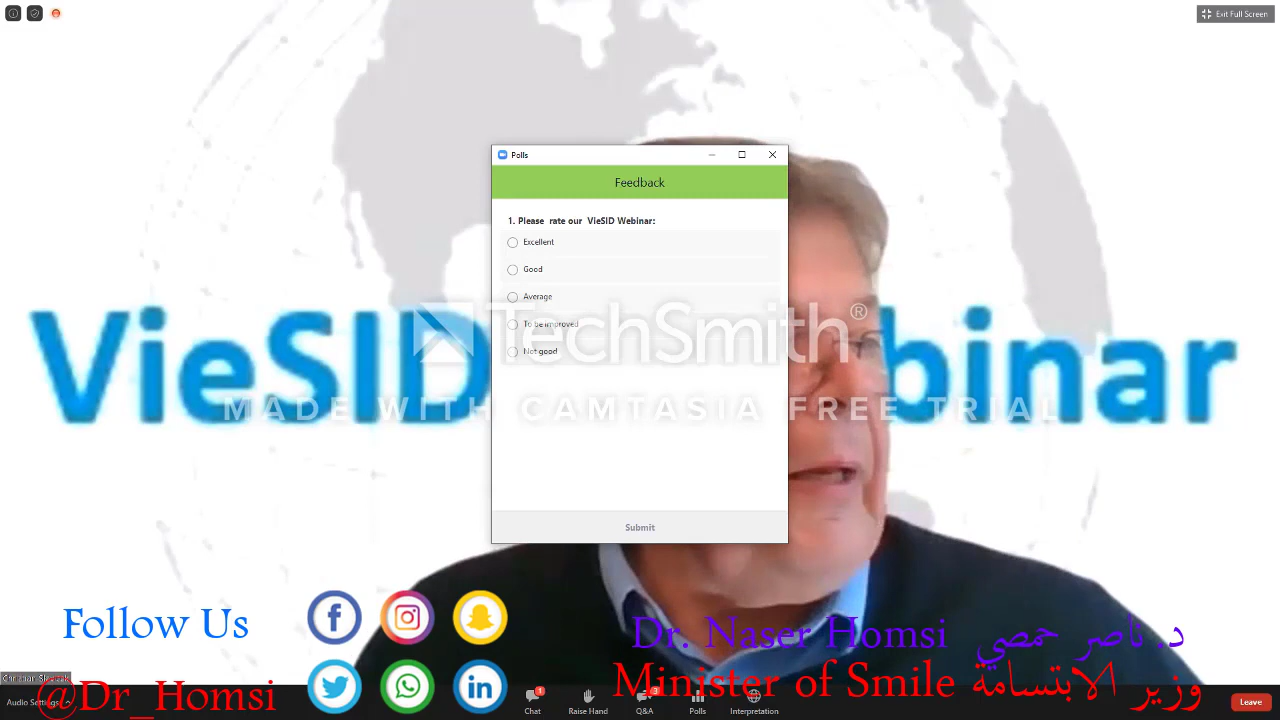 Exit Full Screen
Polls
Feedback
1. Please rate our VieSID Webinar:
Excellent
Good
Average
To be improved
Not good
VieSID
binar
TechSmith®
MADE WITH CAMTASIA FREE TRIAL
Submit
Follow Us
@Dr_Homsi
Dr. Naser Homsi د. ناصر حمصي
Minister of Smile وزير الابتسامة
Audio Settings
Chat
1
Raise Hand
Q&A
3
Polls
Interpretation
Leave